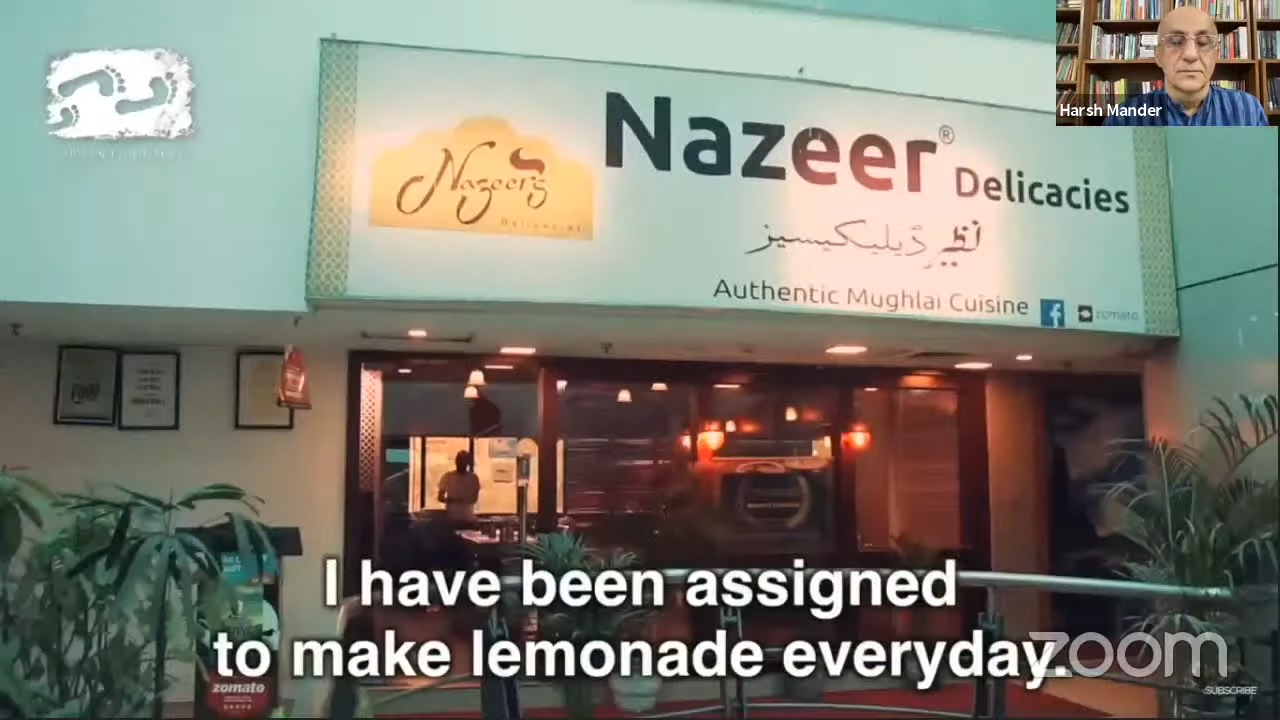 Harsh Mander
Nazeer®
Delicacies
Nazeer's
Delicacies
نظیر ڈیلیکیسیز
Authentic Mughlai Cuisine
zomato
I have been assigned
to make lemonade everyday.
zoom
zomato
SUBSCRIBE